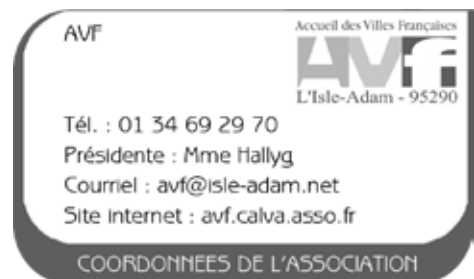 AVF
Accueil des Villes Françaises
AVf
L'Isle-Adam - 95290
Tél. : 01 34 69 29 70
Présidente : Mme Hallyg
Courriel : avf@isle-adam.net
Site internet : avf.calva.asso.fr
COORDONNEES DE L'ASSOCIATION